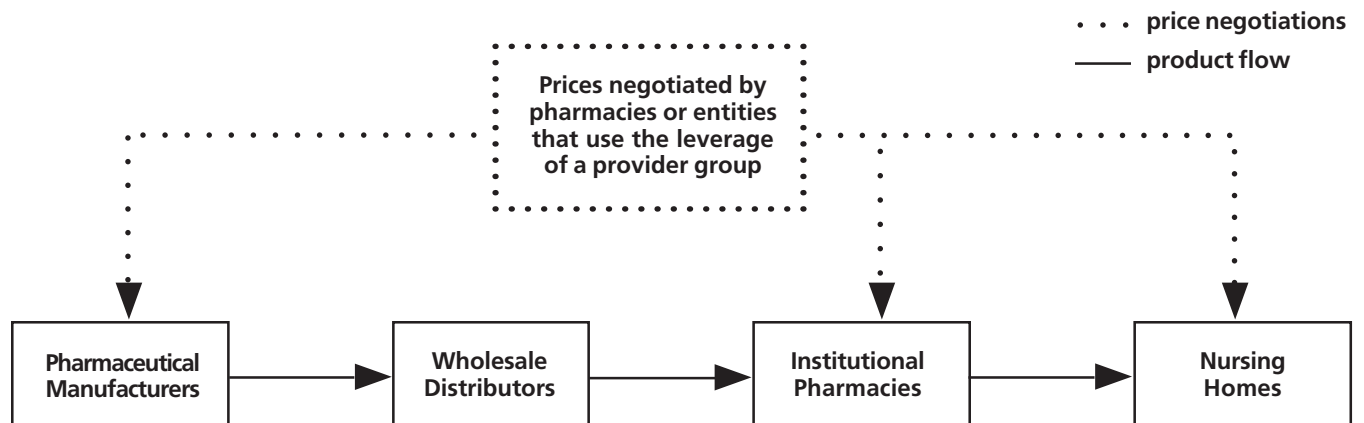 price negotiations
product flow
Prices negotiated by
pharmacies or entities
that use the leverage
of a provider group
Pharmaceutical
Manufacturers
Wholesale
Distributors
Institutional
Pharmacies
Nursing
Homes